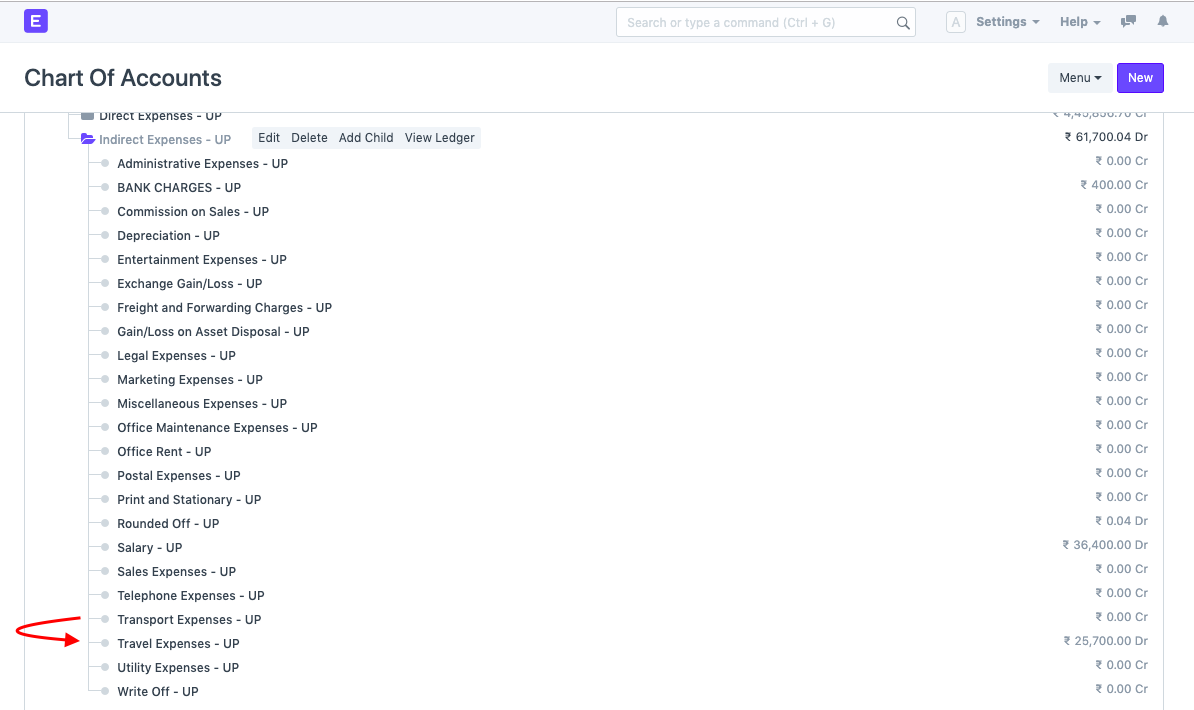 E
Search or type a command (Ctrl + G)
A Settings Help
Chart Of Accounts
Menu New
Direct Expenses - UP
Indirect Expenses - UP Edit Delete Add Child View Ledger ₹ 61,700.04 Dr
Administrative Expenses - UP ₹ 0.00 Cr
BANK CHARGES - UP ₹ 400.00 Cr
Commission on Sales - UP ₹ 0.00 Cr
Depreciation - UP ₹ 0.00 Cr
Entertainment Expenses - UP ₹ 0.00 Cr
Exchange Gain/Loss - UP ₹ 0.00 Cr
Freight and Forwarding Charges - UP ₹ 0.00 Cr
Gain/Loss on Asset Disposal - UP ₹ 0.00 Cr
Legal Expenses - UP ₹ 0.00 Cr
Marketing Expenses - UP ₹ 0.00 Cr
Miscellaneous Expenses - UP ₹ 0.00 Cr
Office Maintenance Expenses - UP ₹ 0.00 Cr
Office Rent - UP ₹ 0.00 Cr
Postal Expenses - UP ₹ 0.00 Cr
Print and Stationary - UP ₹ 0.00 Cr
Rounded Off - UP ₹ 0.04 Dr
Salary - UP ₹ 36,400.00 Dr
Sales Expenses - UP ₹ 0.00 Cr
Telephone Expenses - UP ₹ 0.00 Cr
Transport Expenses - UP ₹ 0.00 Cr
Travel Expenses - UP ₹ 25,700.00 Dr
Utility Expenses - UP ₹ 0.00 Cr
Write Off - UP ₹ 0.00 Cr